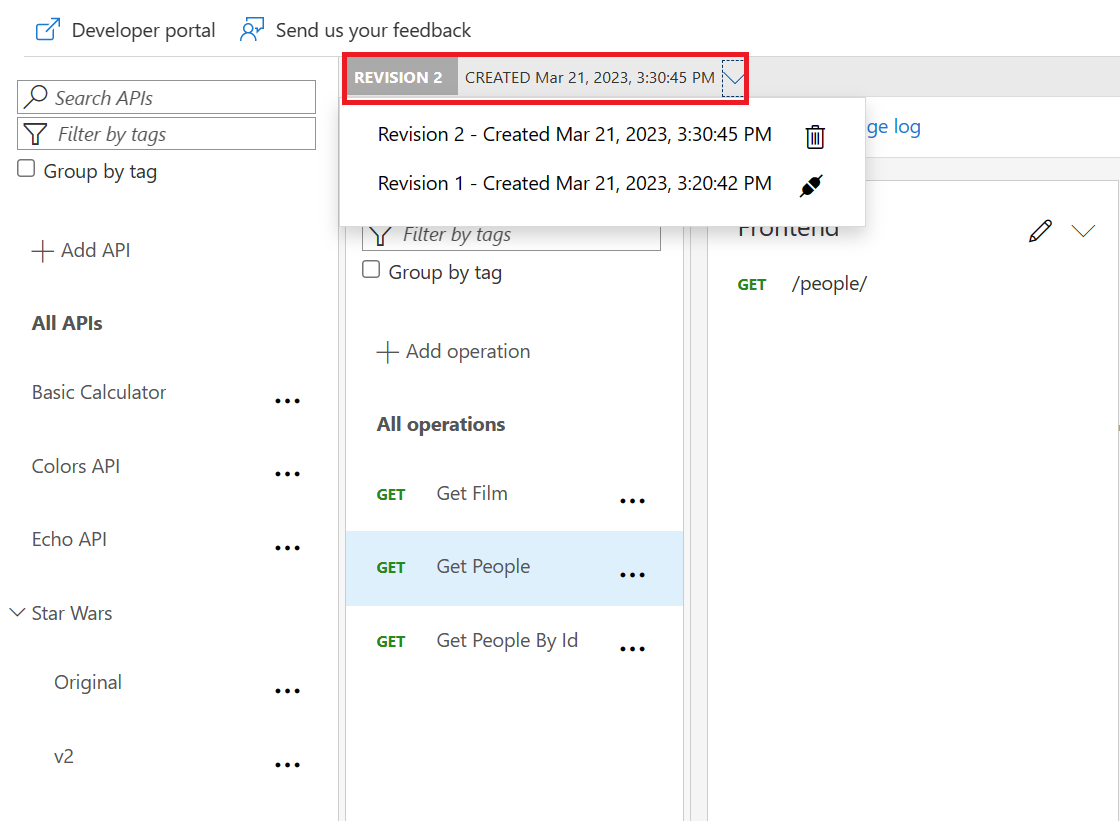 Developer portal
Send us your feedback
Search APIs
Filter by tags
Group by tag
Add API
All APIs
Basic Calculator
Colors API
Echo API
Star Wars
Original
v2
REVISION 2 CREATED Mar 21, 2023, 3:30:45 PM
Revision 2 - Created Mar 21, 2023, 3:30:45 PM
Revision 1 - Created Mar 21, 2023, 3:20:42 PM
ge log
Filter by tags
Group by tag
Add operation
All operations
GET Get Film
GET Get People
GET Get People By Id
Frontend
GET /people/